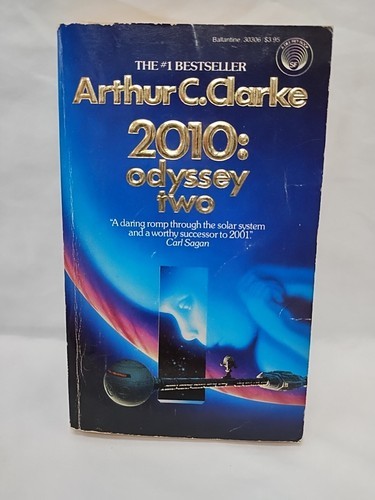 Ballantine 30306 $3.95
THE #1 BESTSELLER
Arthur C. Clarke
2010:
odyssey
two
"A daring romp through the solar system
and a worthy successor to 2001."
Carl Sagan